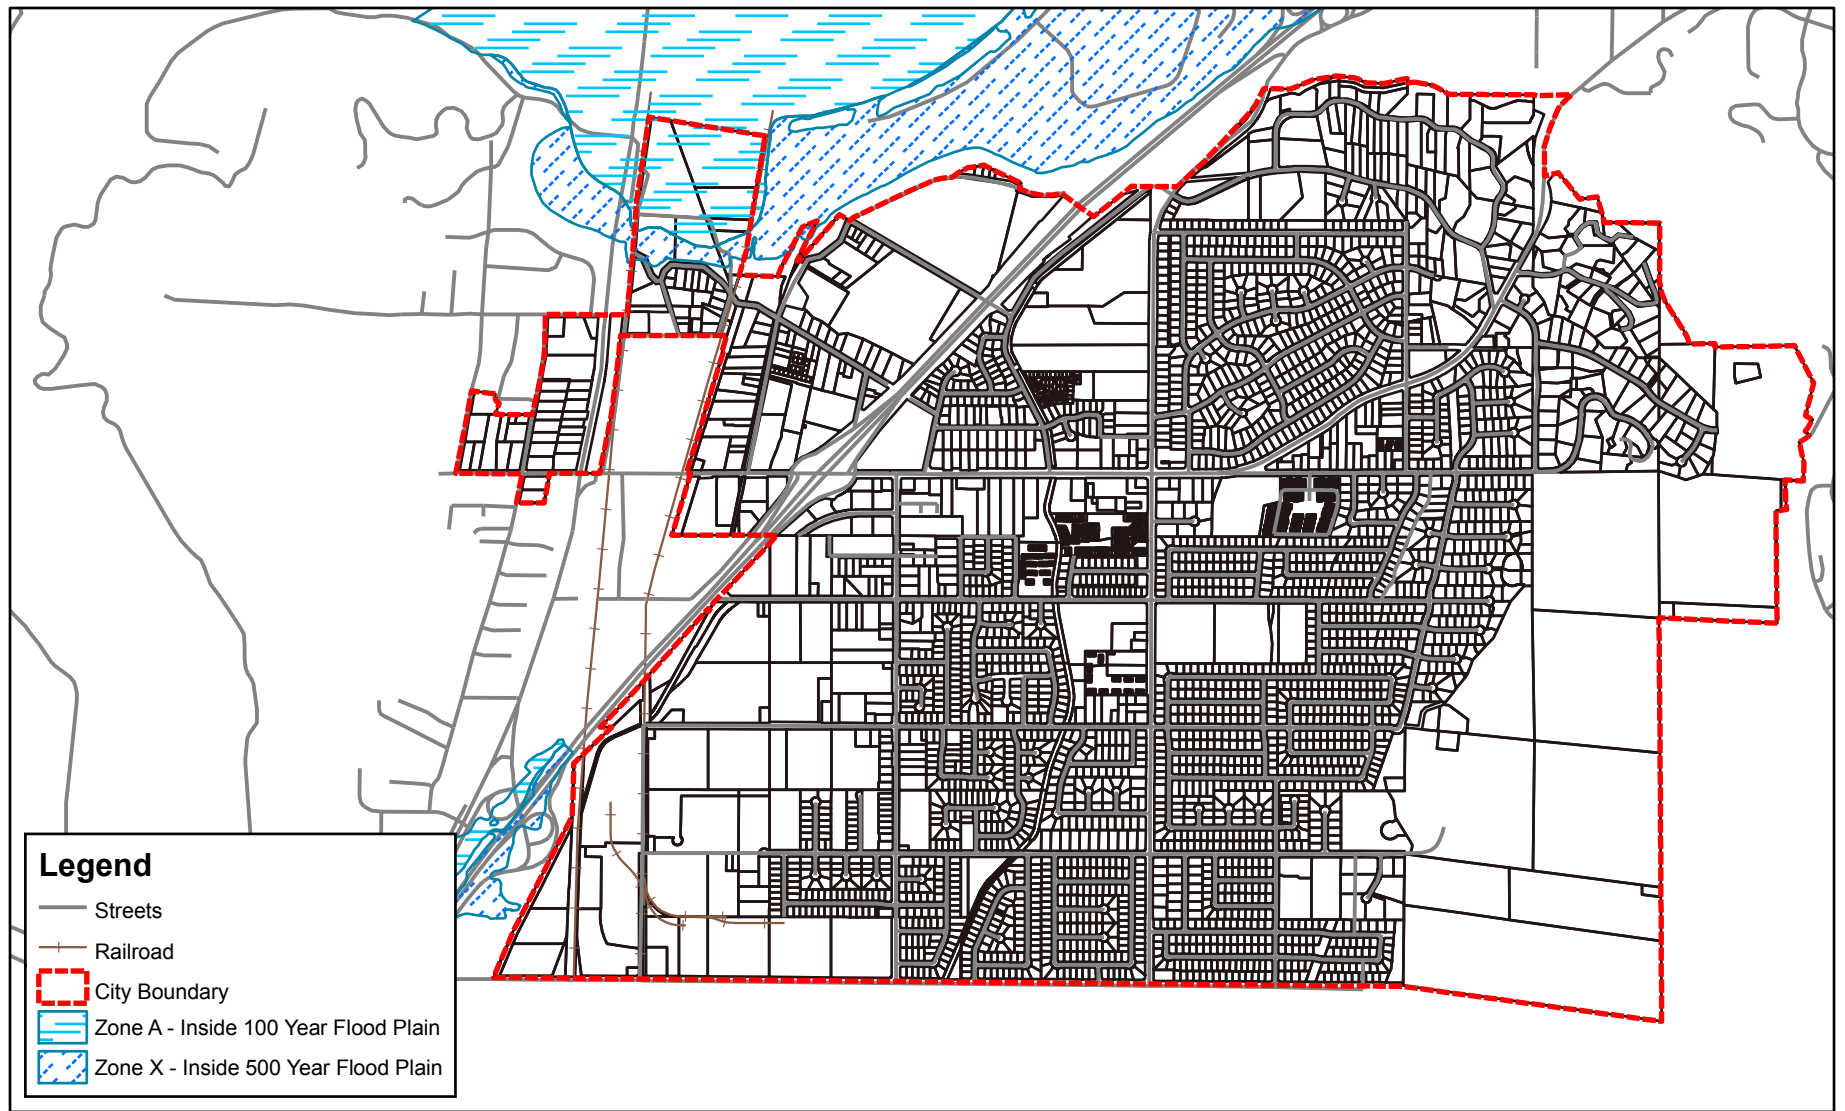 Legend
Streets
Railroad
City Boundary
Zone A - Inside 100 Year Flood Plain
Zone X - Inside 500 Year Flood Plain